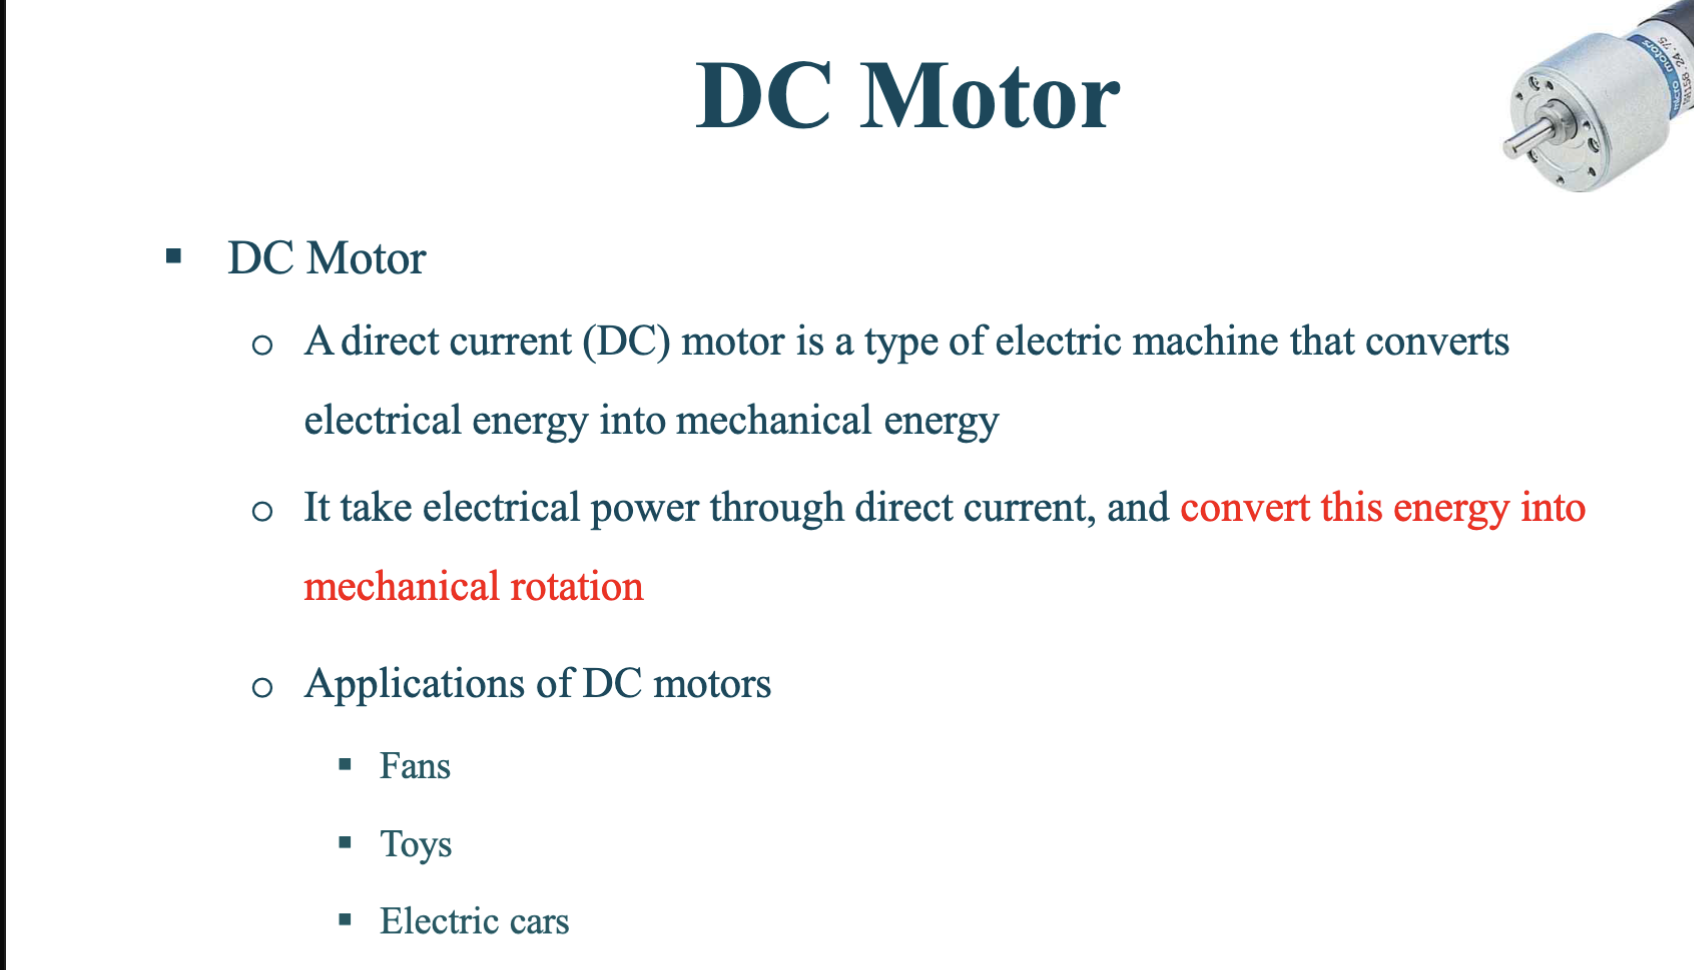 DC Motor
micro motors
▪ DC Motor
o A direct current (DC) motor is a type of electric machine that converts
electrical energy into mechanical energy
o It take electrical power through direct current, and convert this energy into
mechanical rotation
o Applications of DC motors
▪ Fans
▪ Toys
▪ Electric cars